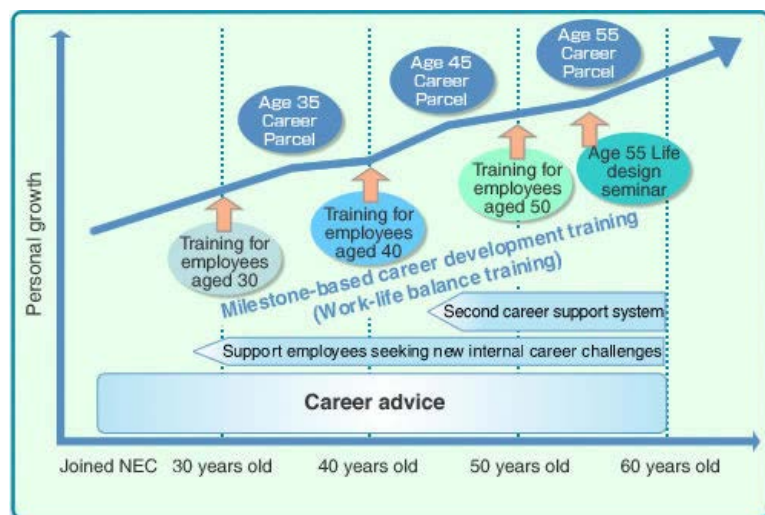 Age 55
Career
Parcel
Age 45
Career
Parcel
Age 35
Career
Parcel
Age 55 Life
design
seminar
Training for
employees
aged 50
Training for
employees
aged 40
Training for
employees
aged 30
Milestone-based career development training
(Work-life balance training)
Second career support system
Support employees seeking new internal career challenges
Career advice
Personal growth
Joined NEC
30 years old
40 years old
50 years old
60 years old